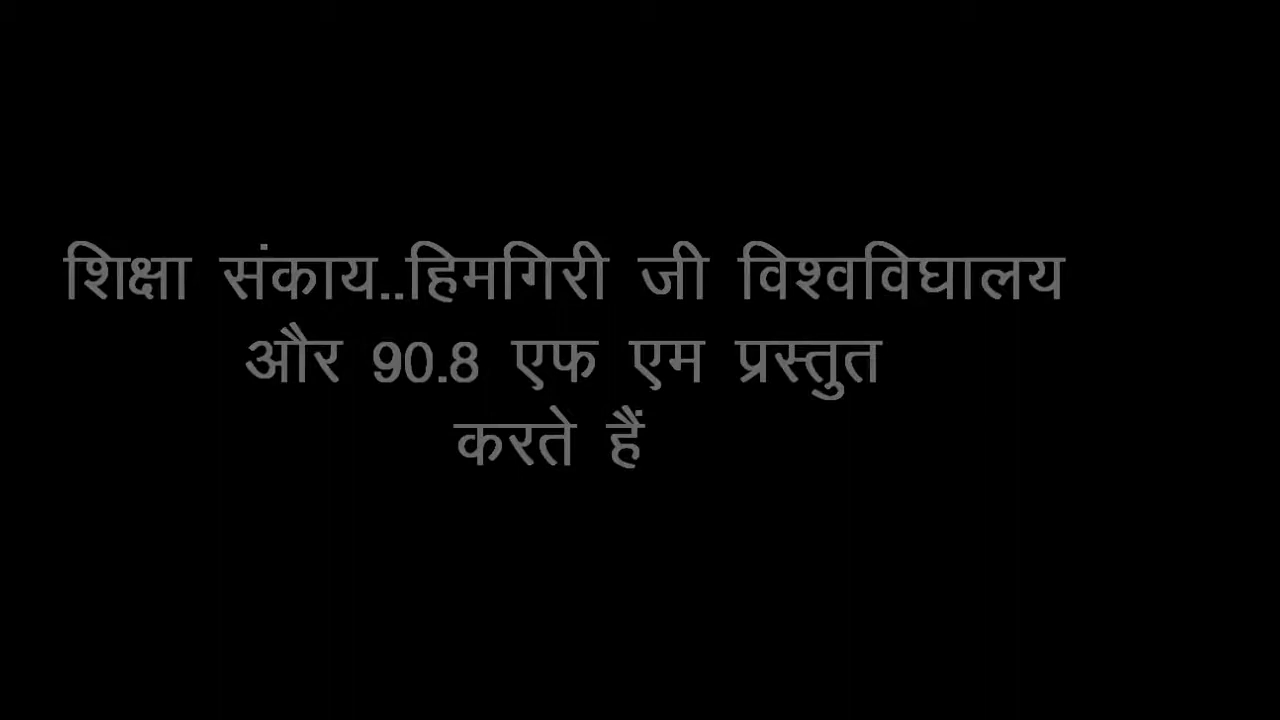 शिक्षा संकाय..हिमगिरी जी विश्वविघालय
और 90.8 एफ एम प्रस्तुत
करते हैं